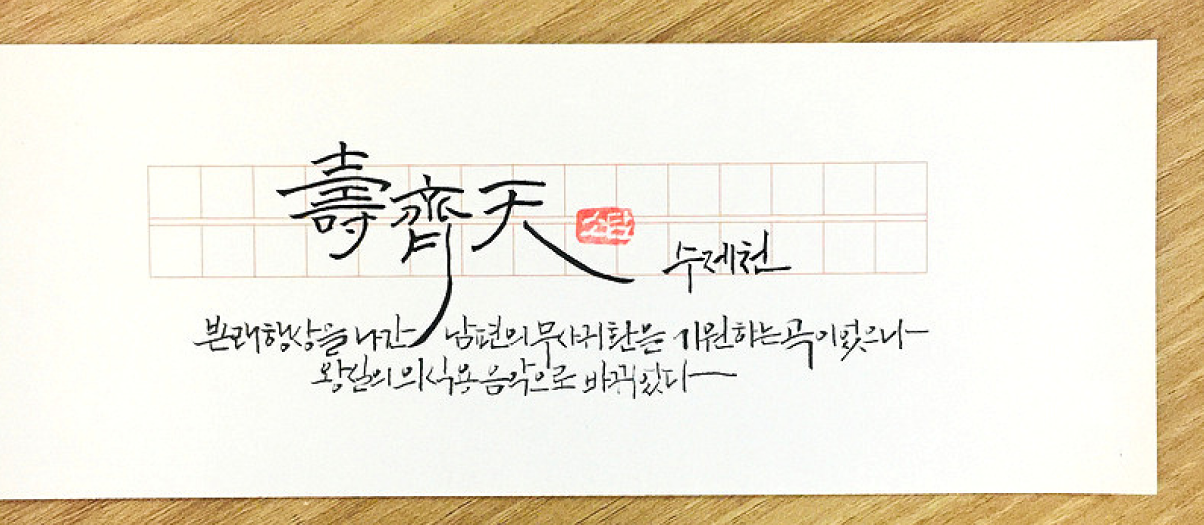 壽齊天 소담 수제천
본래 행상을 나간 남편의 무사귀환을 기원하는 곡이었으나
왕실의 의식용 음악으로 바뀌었다